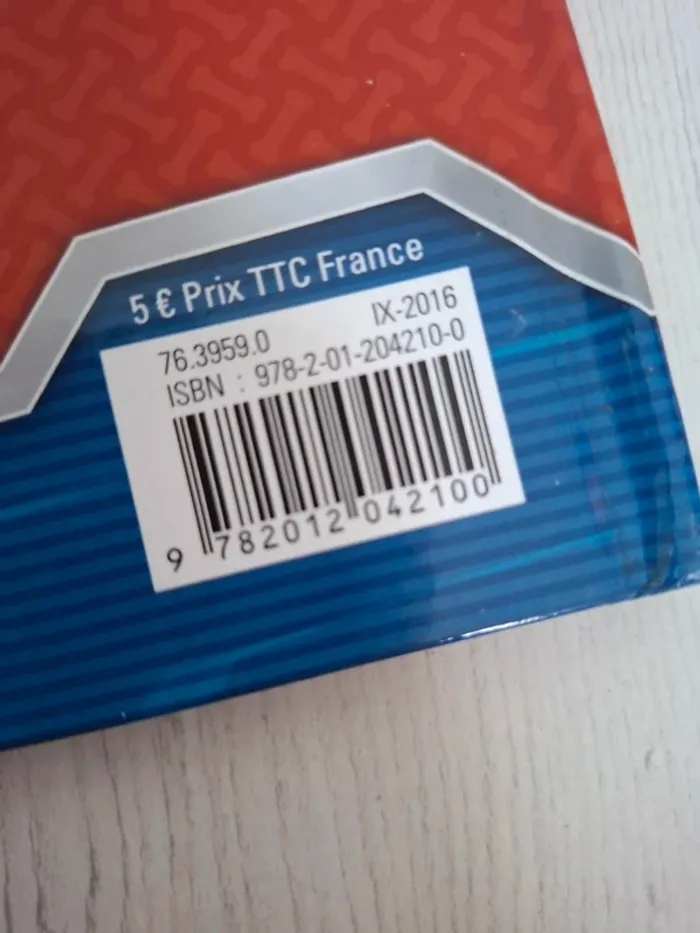 5 € Prix TTC France
76.3959.0 IX-2016
ISBN : 978-2-01-204210-0
9 782012 042100